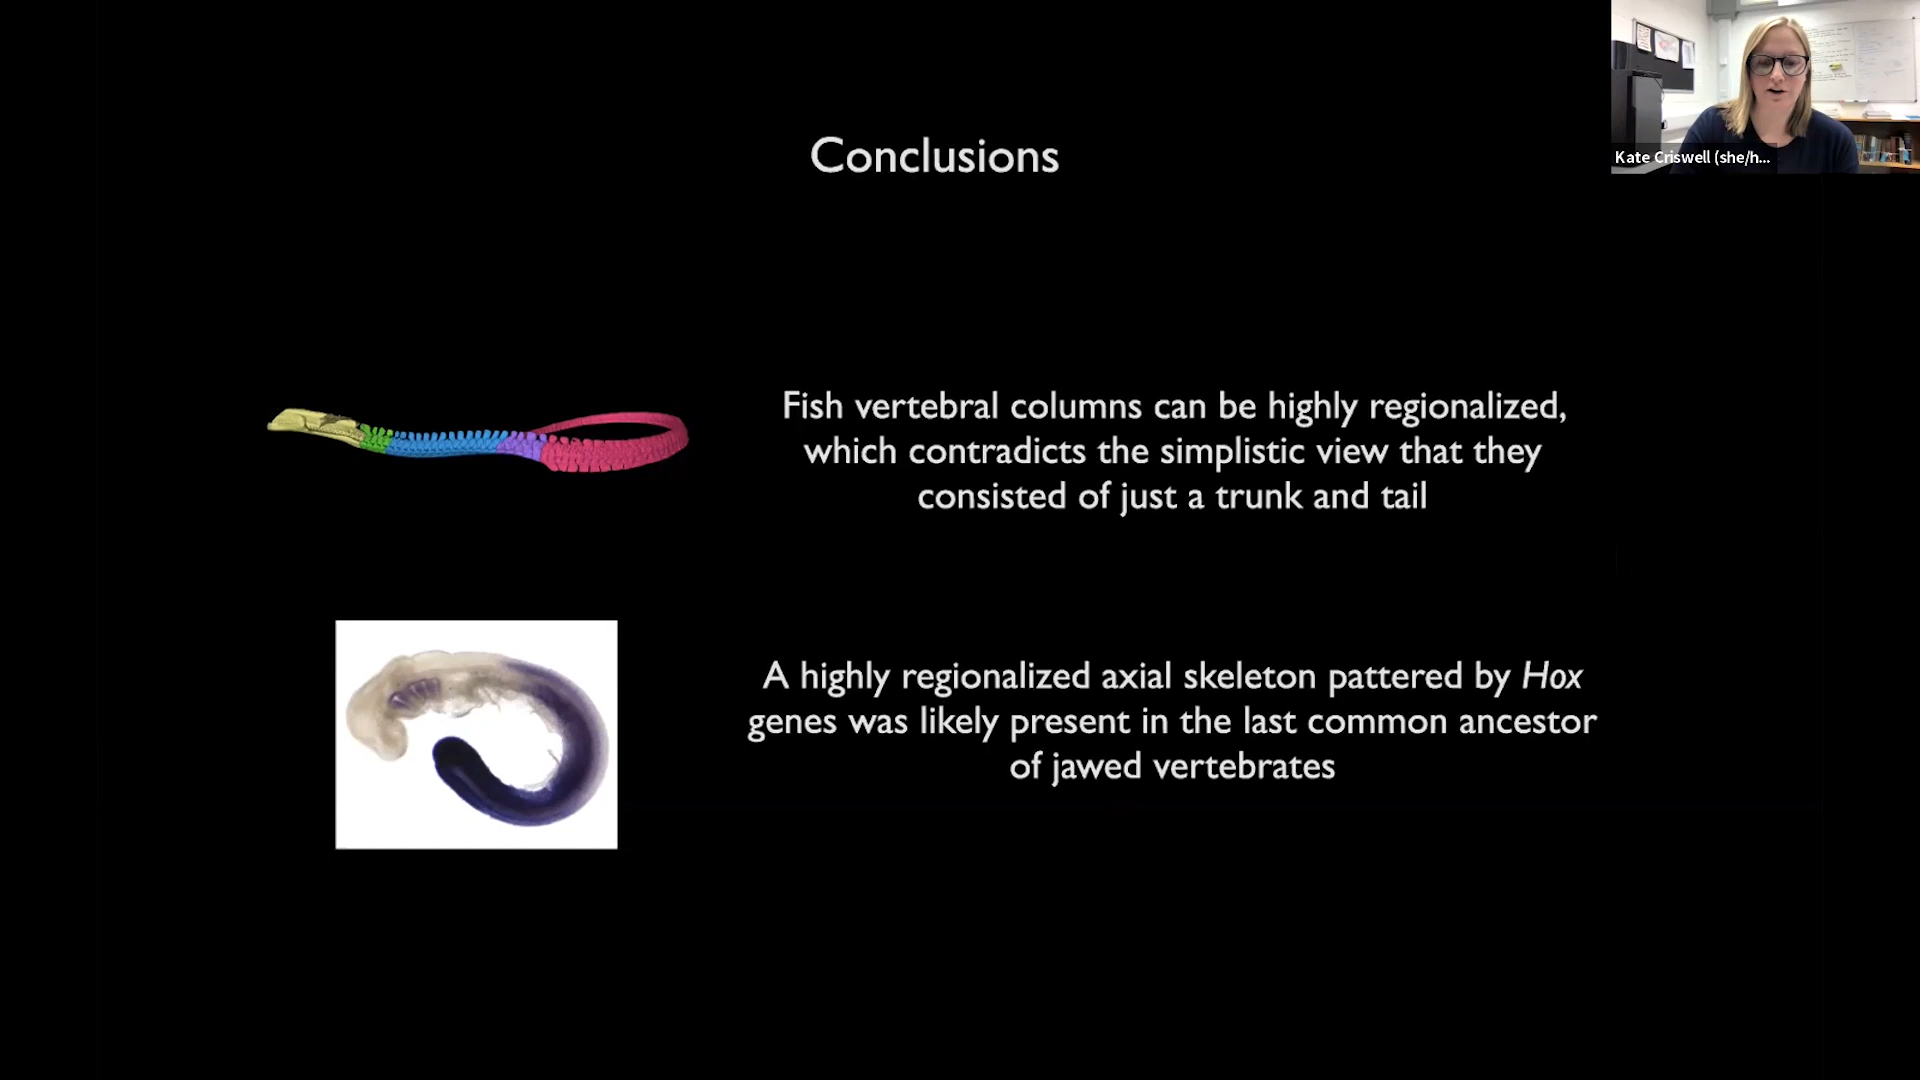 Conclusions
Kate Criswell (she/h...
Fish vertebral columns can be highly regionalized,
which contradicts the simplistic view that they
consisted of just a trunk and tail
A highly regionalized axial skeleton pattered by Hox
genes was likely present in the last common ancestor
of jawed vertebrates